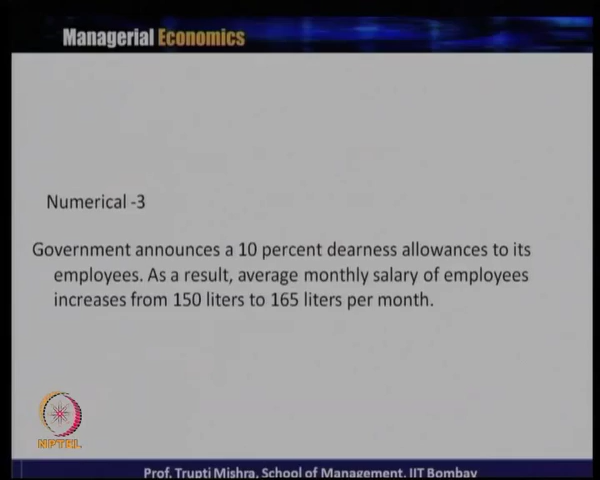 Managerial Economics
Numerical -3
Government announces a 10 percent dearness allowances to its
employees. As a result, average monthly salary of employees
increases from 150 liters to 165 liters per month.
NPTEL
Prof. Trupti Mishra, School of Management, IIT Bombay